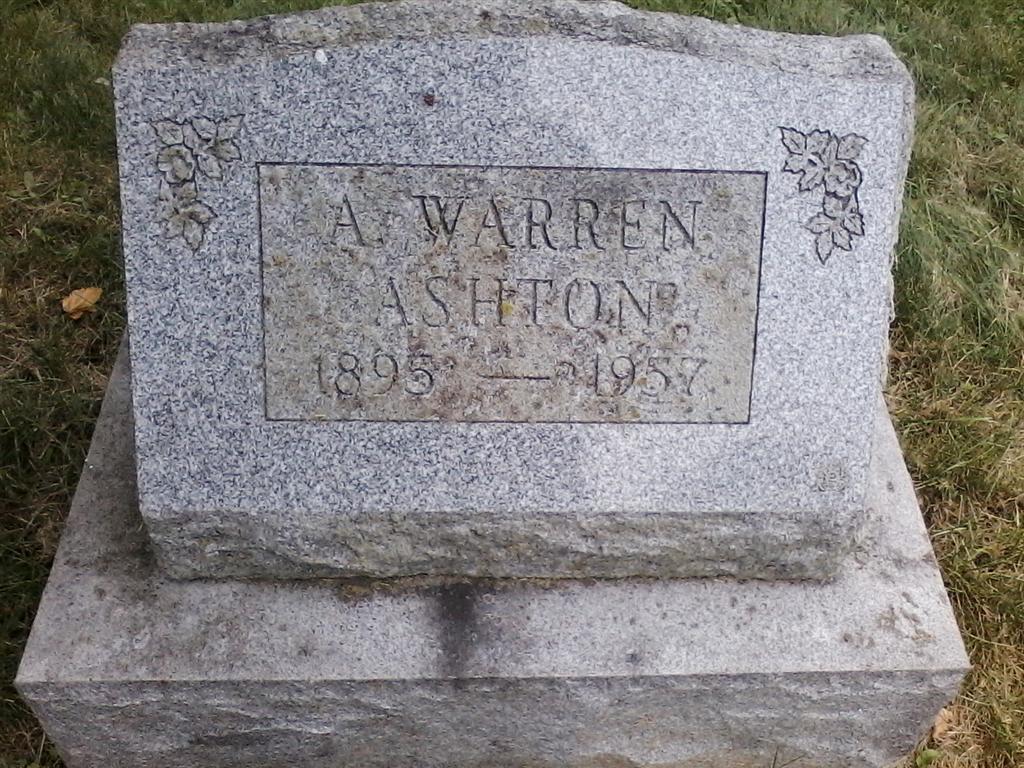 A. WARREN
ASHTON
1895 — 1957